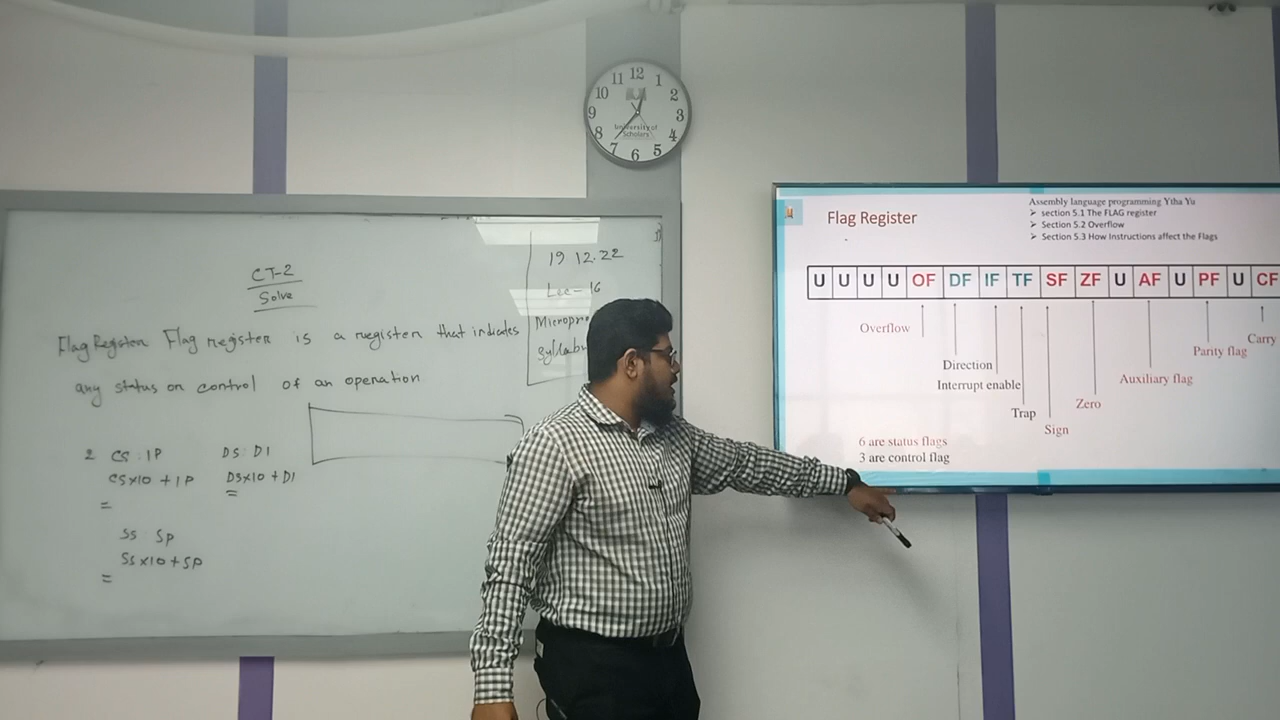 12
11 1
10 2
9 3
8 4
7 5
6
University of
Scholars
CT-2
Solve
19 12.22
Lec-16
Flag Register Flag register is a register that indicates
any status or control of an operation
2 CS : IP DS : DI
CS×10 + IP DS×10 + DI
=
=
SS SP
SS×10 + SP
=
Flag Register
Assembly language programming Ytha Yu
➤ section 5.1 The FLAG register
➤ Section 5.2 Overflow
➤ Section 5.3 How Instructions affect the Flags
U U U U OF DF IF TF SF ZF U AF U PF U CF
Overflow
Carry
Parity flag
Direction
Auxiliary flag
Interrupt enable
Zero
Trap
Sign
6 are status flags
3 are control flag